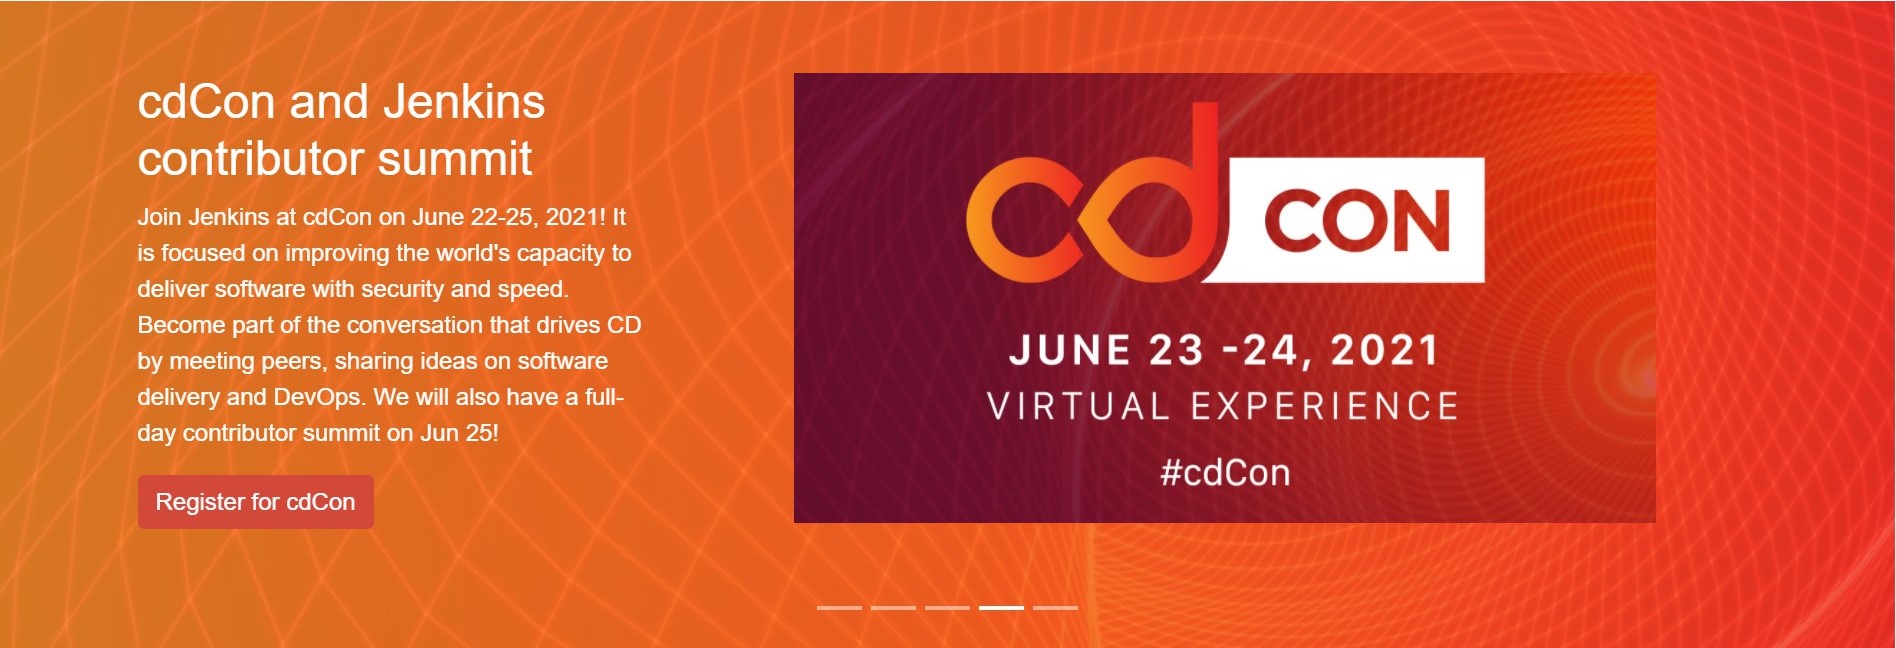 cdCon and Jenkins
contributor summit
Join Jenkins at cdCon on June 22-25, 2021! It
is focused on improving the world's capacity to
deliver software with security and speed.
Become part of the conversation that drives CD
by meeting peers, sharing ideas on software
delivery and DevOps. We will also have a full-
day contributor summit on Jun 25!
Register for cdCon
cd CON
JUNE 23 -24, 2021
VIRTUAL EXPERIENCE
#cdCon